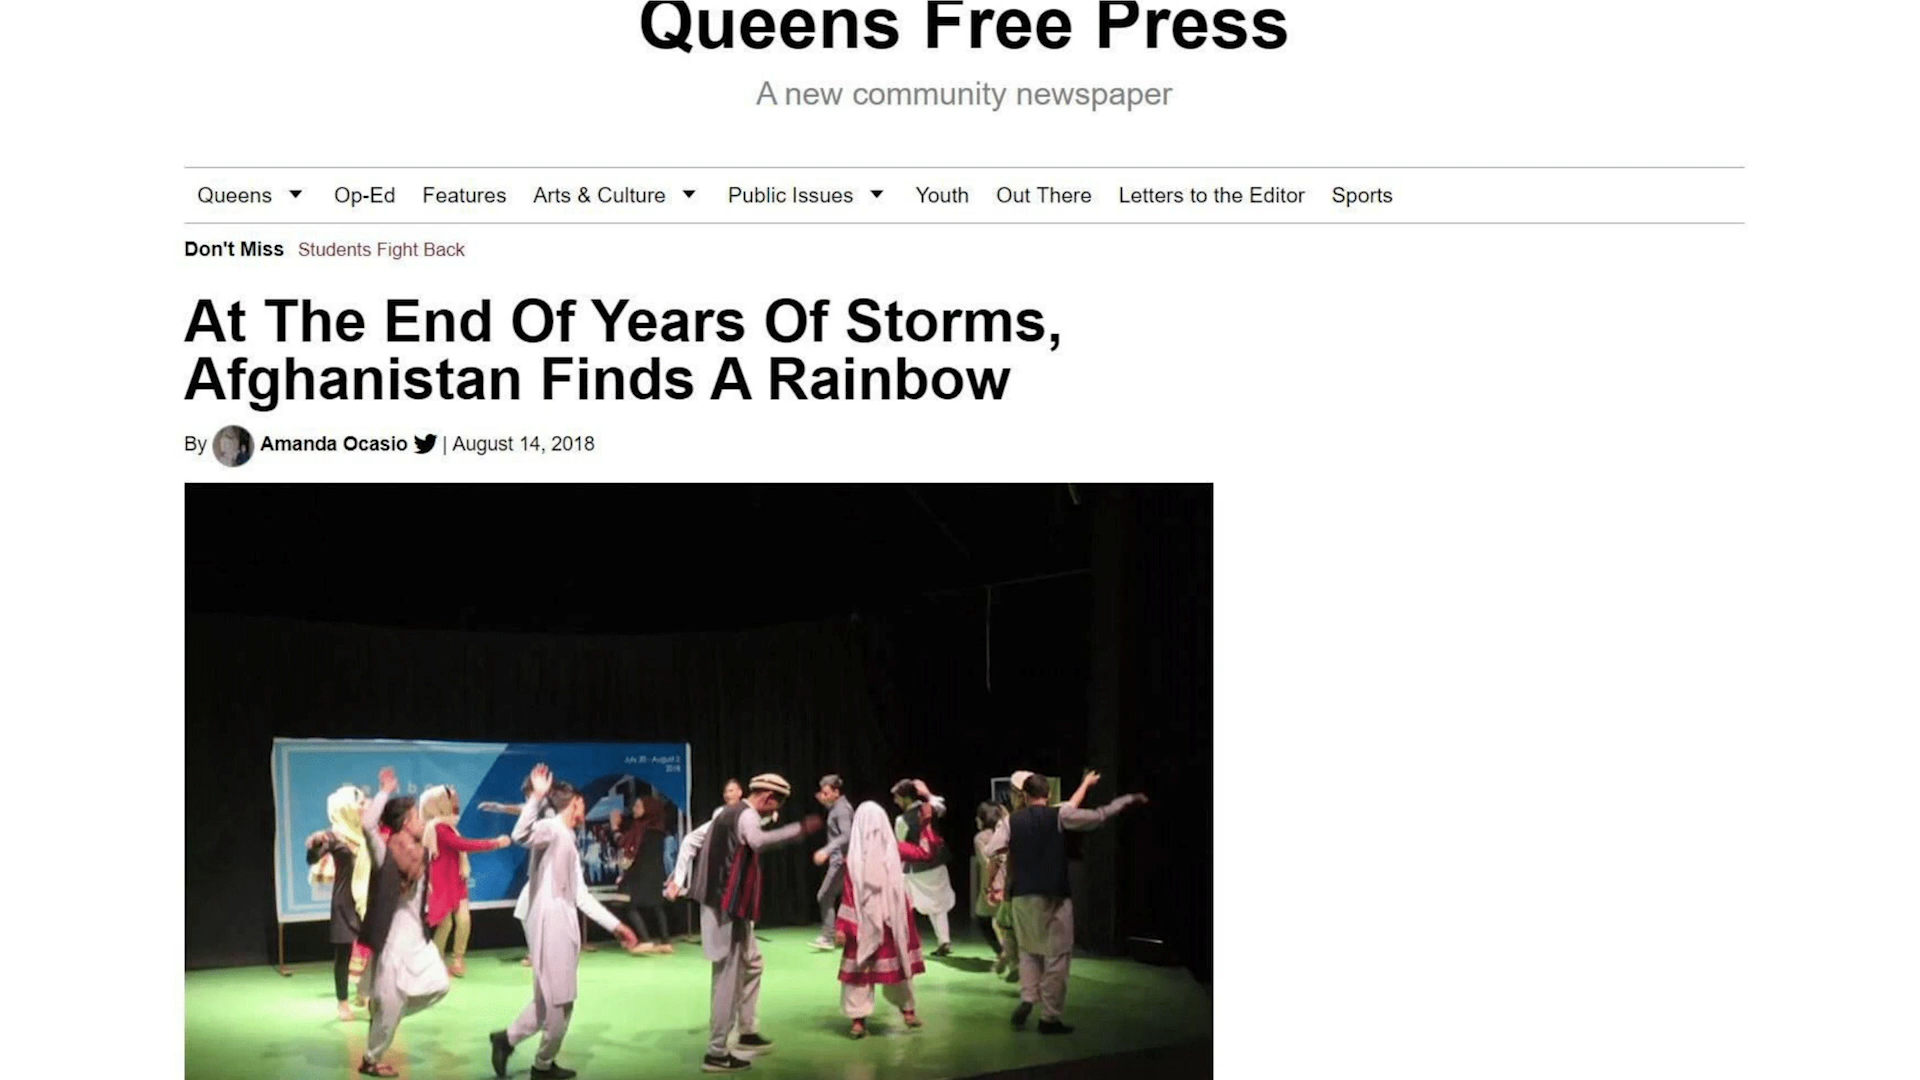 Queens Free Press
A new community newspaper
Queens Op-Ed Features Arts & Culture Public Issues Youth Out There Letters to the Editor Sports
Don't Miss Students Fight Back
At The End Of Years Of Storms,
Afghanistan Finds A Rainbow
By Amanda Ocasio | August 14, 2018
2018